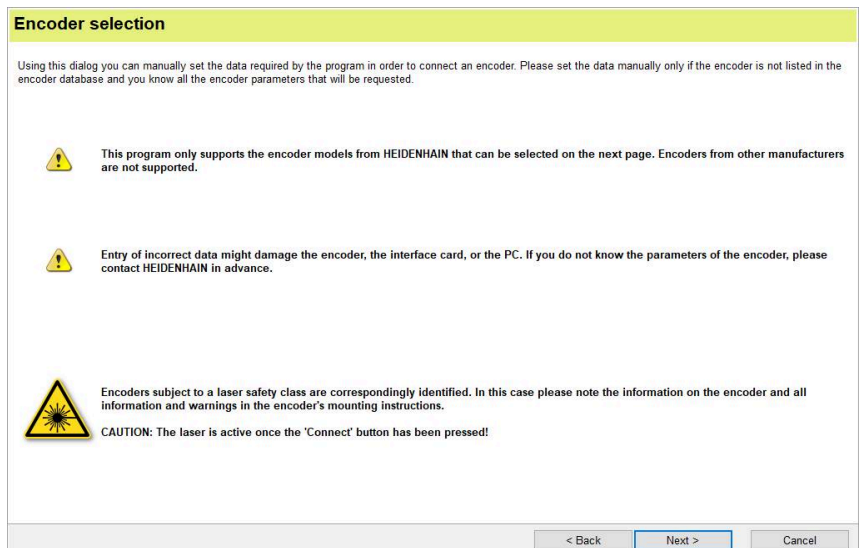 Encoder selection
Using this dialog you can manually set the data required by the program in order to connect an encoder. Please set the data manually only if the encoder is not listed in the
encoder database and you know all the encoder parameters that will be requested.
This program only supports the encoder models from HEIDENHAIN that can be selected on the next page. Encoders from other manufacturers
are not supported.
Entry of incorrect data might damage the encoder, the interface card, or the PC. If you do not know the parameters of the encoder, please
contact HEIDENHAIN in advance.
Encoders subject to a laser safety class are correspondingly identified. In this case please note the information on the encoder and all
information and warnings in the encoder's mounting instructions.
CAUTION: The laser is active once the 'Connect' button has been pressed!
< Back Next > Cancel